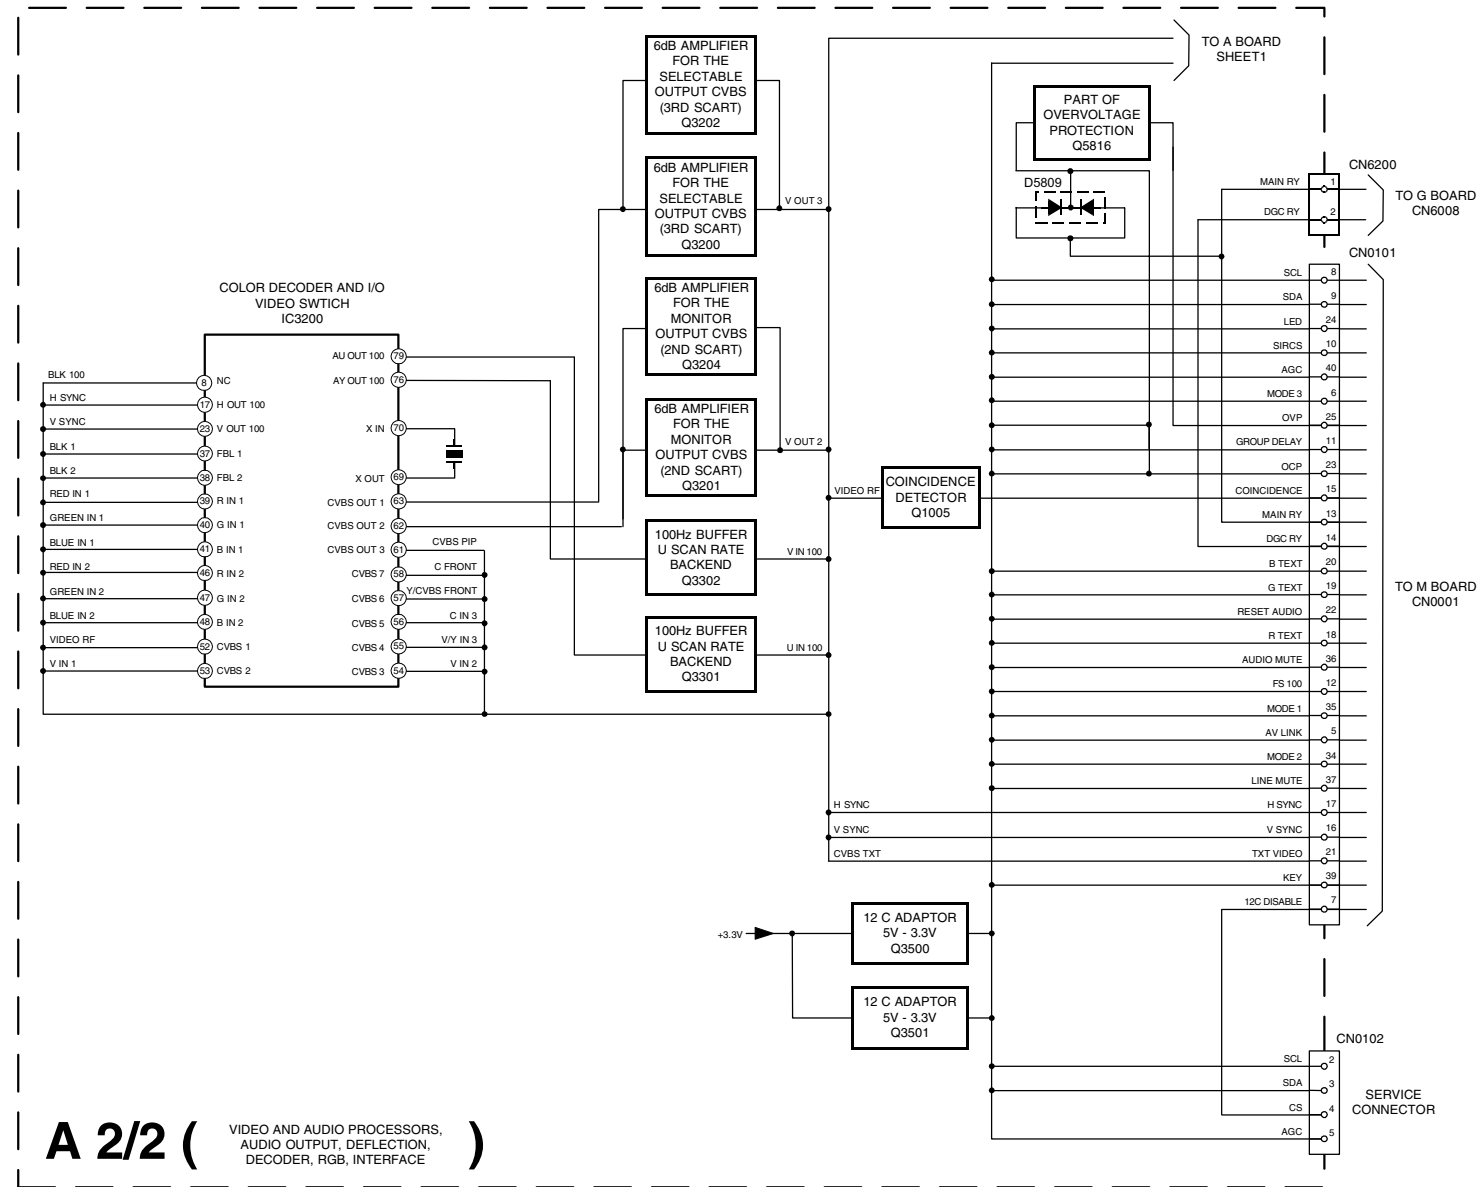 6dB AMPLIFIER
FOR THE
SELECTABLE
OUTPUT CVBS
(3RD SCART)
Q3202
6dB AMPLIFIER
FOR THE
SELECTABLE
OUTPUT CVBS
(3RD SCART)
Q3200
V OUT 3
6dB AMPLIFIER
FOR THE
MONITOR
OUTPUT CVBS
(2ND SCART)
Q3204
6dB AMPLIFIER
FOR THE
MONITOR
OUTPUT CVBS
(2ND SCART)
Q3201
V OUT 2
100Hz BUFFER
U SCAN RATE
BACKEND
Q3302
V IN 100
100Hz BUFFER
U SCAN RATE
BACKEND
Q3301
U IN 100
COLOR DECODER AND I/O
VIDEO SWTICH
IC3200
BLK 100
8 NC
H SYNC
17 H OUT 100
V SYNC
23 V OUT 100
BLK 1
37 FBL 1
BLK 2
38 FBL 2
RED IN 1
39 R IN 1
GREEN IN 1
40 G IN 1
BLUE IN 1
41 B IN 1
RED IN 2
46 R IN 2
GREEN IN 2
47 G IN 2
BLUE IN 2
48 B IN 2
VIDEO RF
52 CVBS 1
V IN 1
53 CVBS 2
AU OUT 100 79
AY OUT 100 76
X IN 70
X OUT 69
CVBS OUT 1 63
CVBS OUT 2 62
CVBS OUT 3 61 CVBS PIP
CVBS 7 58 C FRONT
CVBS 6 57 Y/CVBS FRONT
CVBS 5 56 C IN 3
CVBS 4 55 V/Y IN 3
CVBS 3 54 V IN 2
TO A BOARD
SHEET1
PART OF
OVERVOLTAGE
PROTECTION
Q5816
D5809
VIDEO RF
COINCIDENCE
DETECTOR
Q1005
CN6200
MAIN RY 1
DGC RY 2
TO G BOARD
CN6008
CN0101
SCL 8
SDA 9
LED 24
SIRCS 10
AGC 40
MODE 3 6
OVP 25
GROUP DELAY 11
OCP 23
COINCIDENCE 15
MAIN RY 13
DGC RY 14
B TEXT 20
G TEXT 19
RESET AUDIO 22
R TEXT 18
AUDIO MUTE 36
FS 100 12
MODE 1 35
AV LINK 5
MODE 2 34
LINE MUTE 37
H SYNC H SYNC 17
V SYNC V SYNC 16
CVBS TXT TXT VIDEO 21
KEY 39
12C DISABLE 7
TO M BOARD
CN0001
+3.3V
12 C ADAPTOR
5V - 3.3V
Q3500
12 C ADAPTOR
5V - 3.3V
Q3501
CN0102
SCL 2
SDA 3
CS 4
AGC 5
SERVICE
CONNECTOR
A 2/2 (
VIDEO AND AUDIO PROCESSORS,
AUDIO OUTPUT, DEFLECTION,
DECODER, RGB, INTERFACE
)